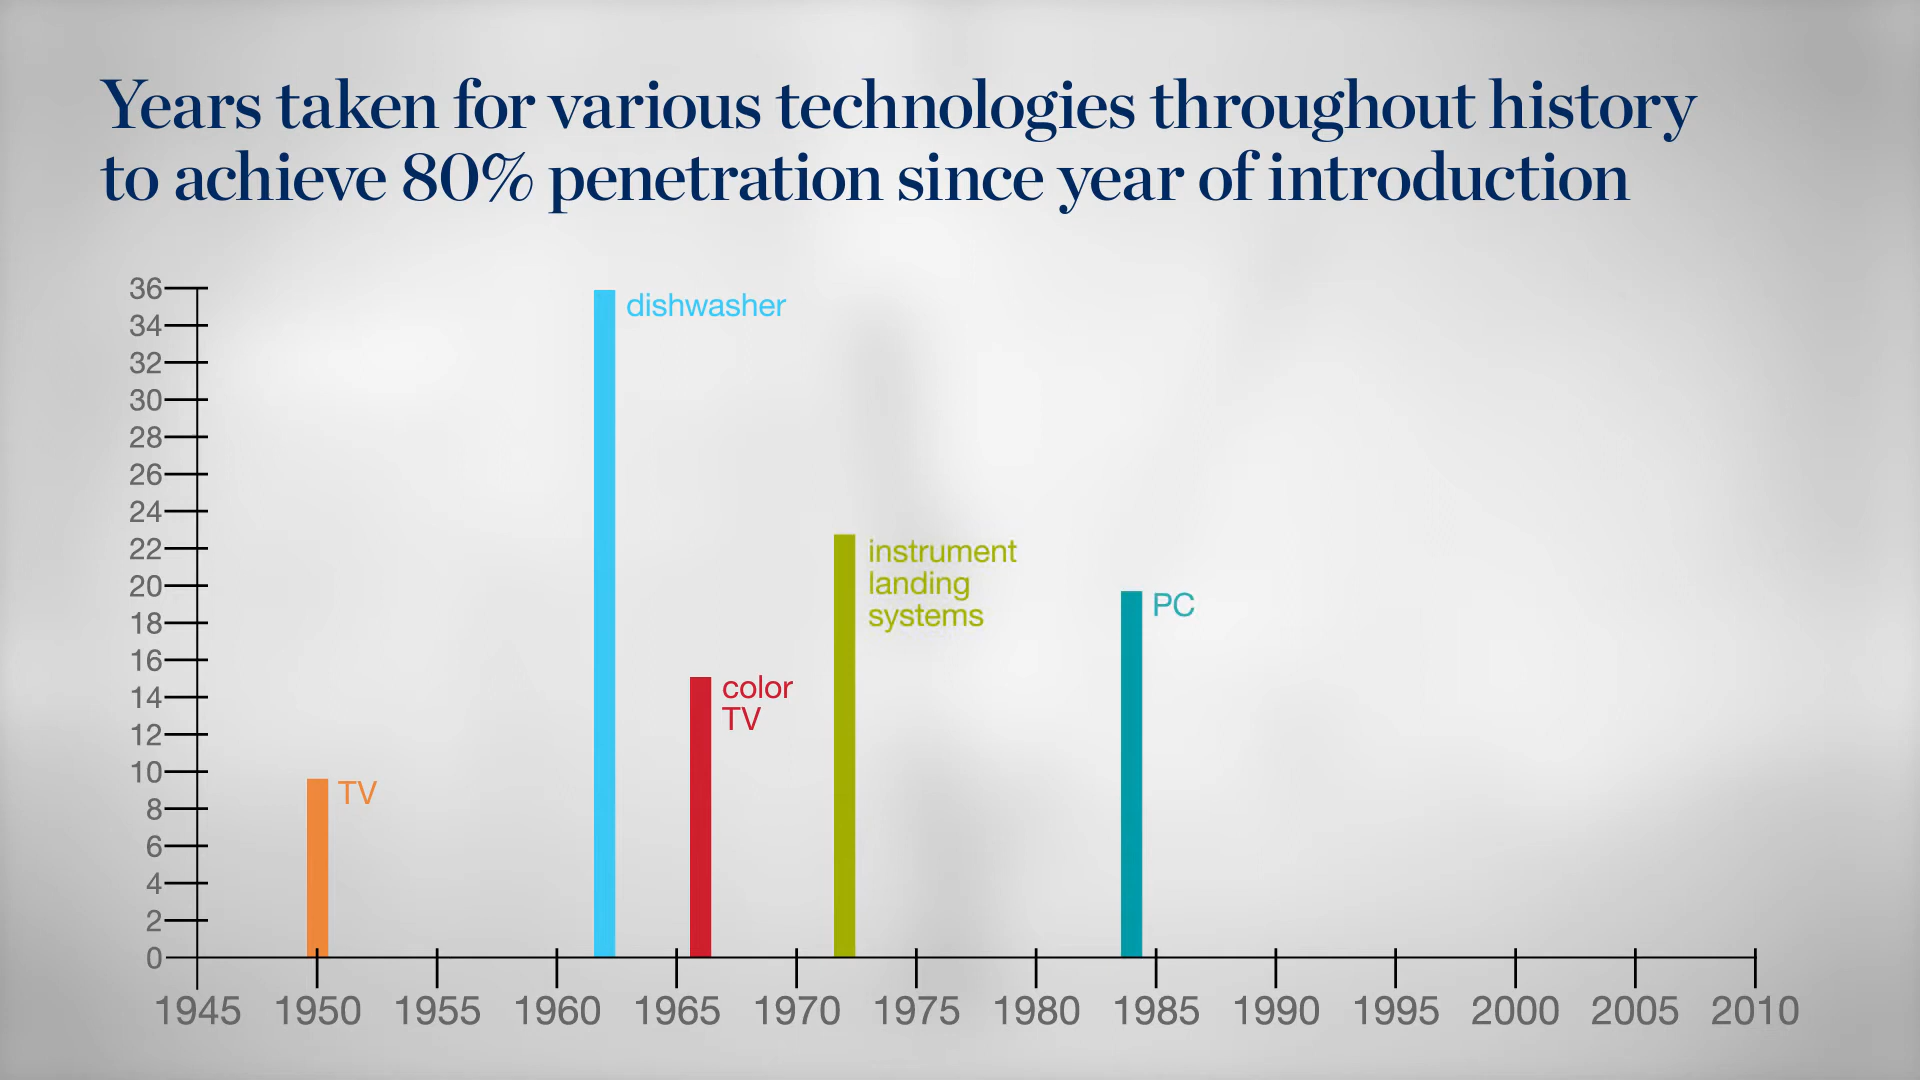 Years taken for various technologies throughout history
to achieve 80% penetration since year of introduction
36
34
32
30
28
26
24
22
20
18
16
14
12
10
8
6
4
2
0
dishwasher
instrument
landing
systems
PC
color
TV
TV
1945 1950 1955 1960 1965 1970 1975 1980 1985 1990 1995 2000 2005 2010